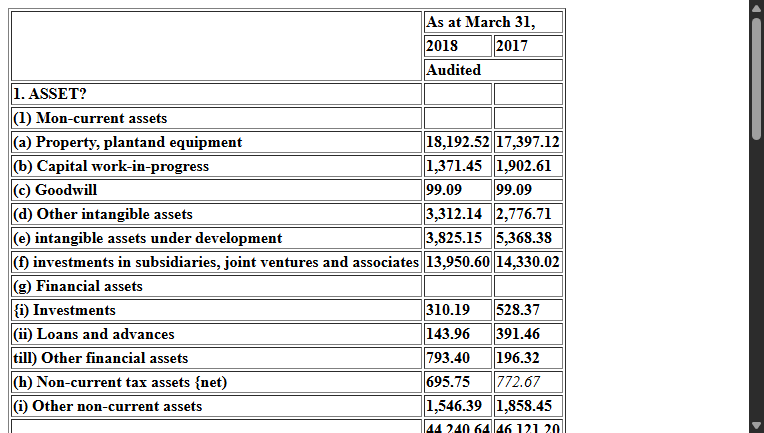 As at March 31,
2018 2017
Audited
1. ASSET?
(1) Mon-current assets
(a) Property, plantand equipment 18,192.52 17,397.12
(b) Capital work-in-progress 1,371.45 1,902.61
(c) Goodwill 99.09 99.09
(d) Other intangible assets 3,312.14 2,776.71
(e) intangible assets under development 3,825.15 5,368.38
(f) investments in subsidiaries, joint ventures and associates 13,950.60 14,330.02
(g) Financial assets
{i) Investments 310.19 528.37
(ii) Loans and advances 143.96 391.46
till) Other financial assets 793.40 196.32
(h) Non-current tax assets {net) 695.75 772.67
(i) Other non-current assets 1,546.39 1,858.45
44,240.64 46,121.20